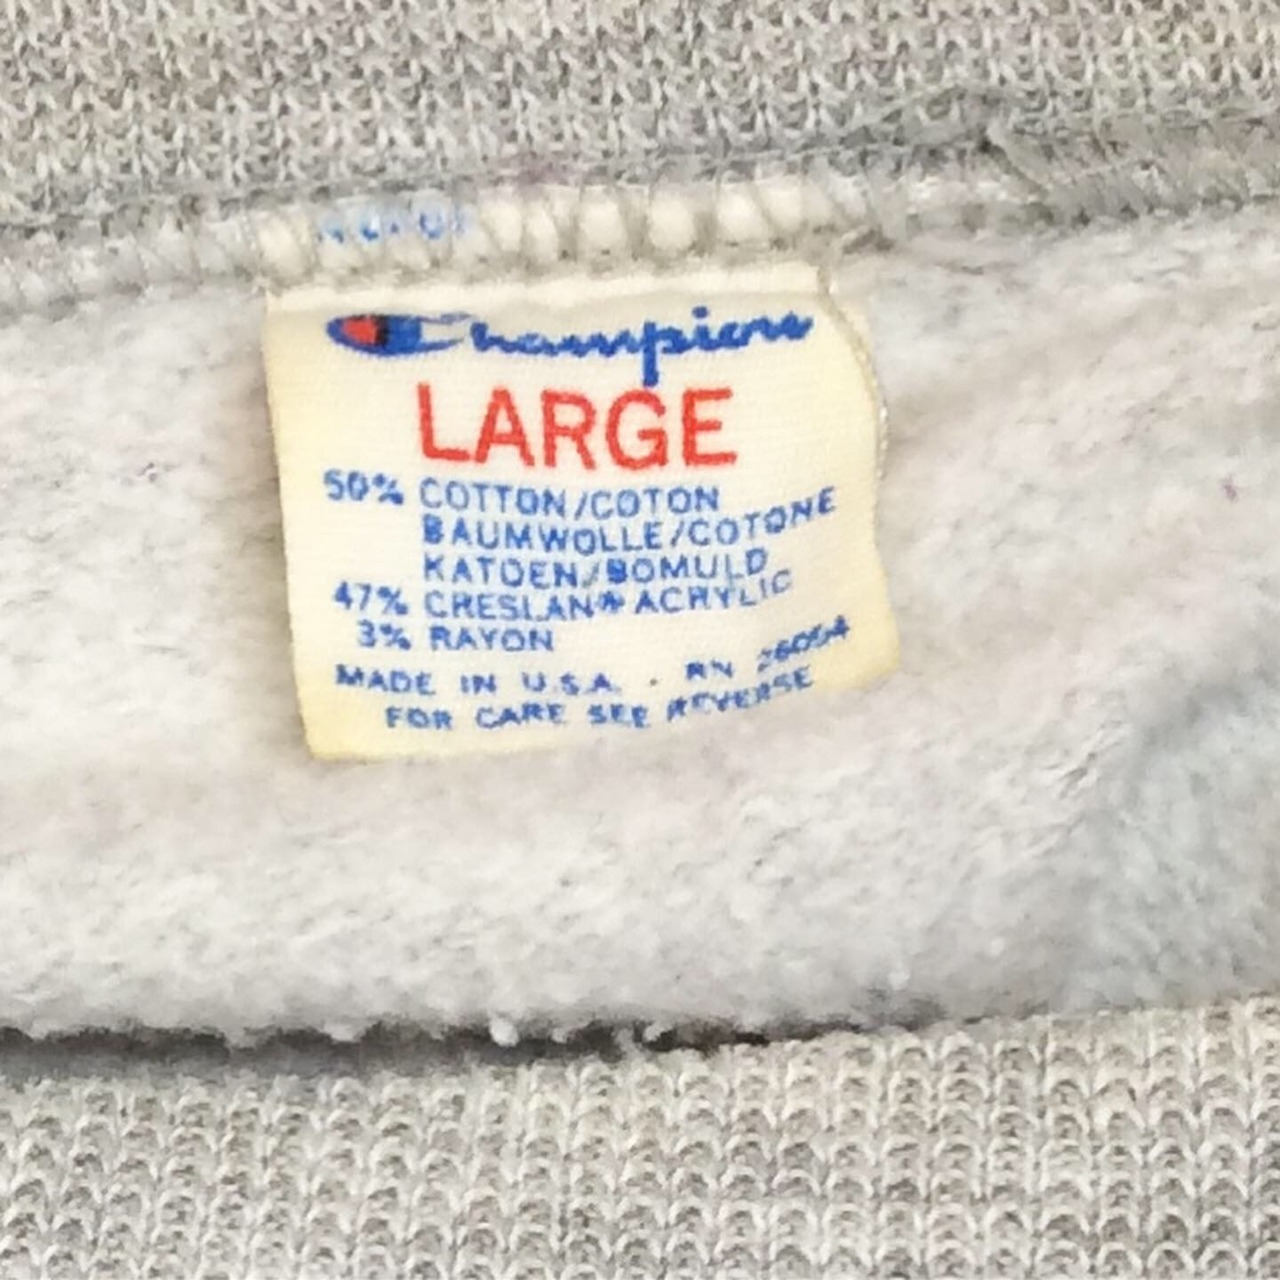 Champion
LARGE
50% COTTON/COTON
BAUMWOLLE/COTONE
KATOEN/BOMULD
47% CRESLAN® ACRYLIC
3% RAYON
MADE IN U.S.A. . RN 26054
FOR CARE SEE REVERSE